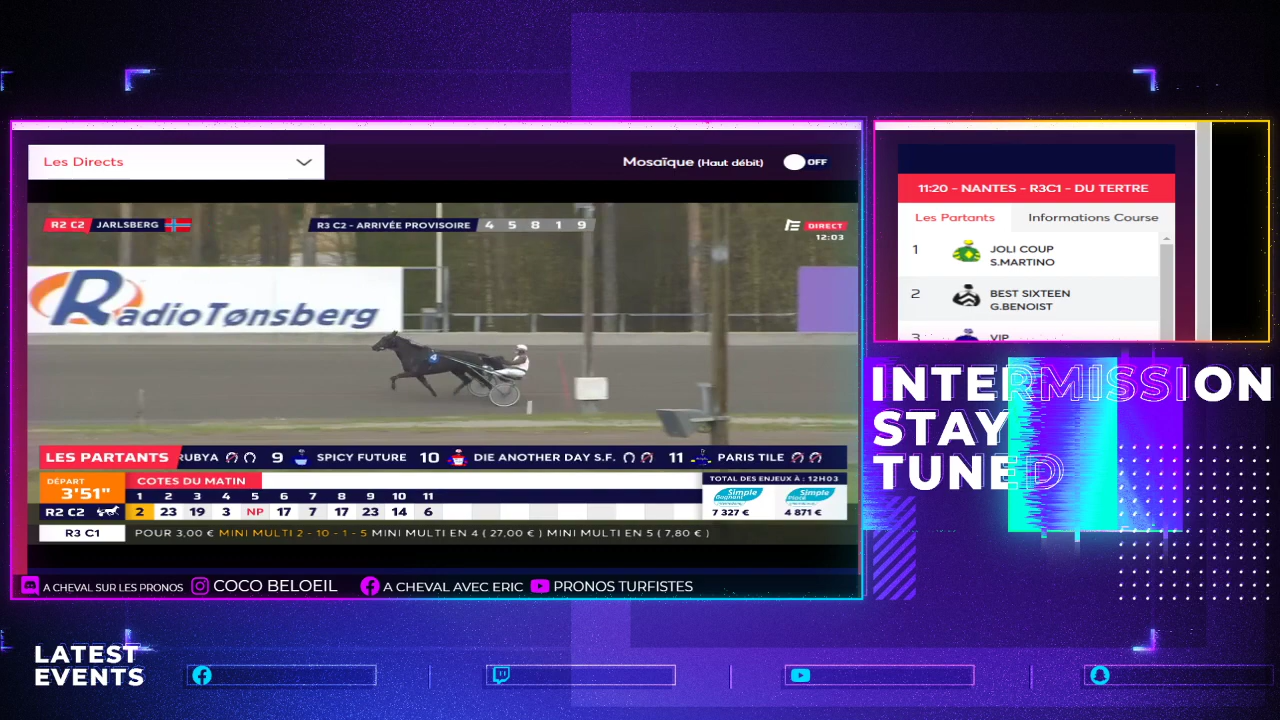 Les Directs
Mosaïque (Haut débit)
OFF
R2 C2 JARLSBERG
R3 C2 - ARRIVÉE PROVISOIRE 4 5 8 1 9
DIRECT
12:03
RadioTønsberg
4
LES PARTANTS RUBYA 9 SPICY FUTURE 10 DIE ANOTHER DAY S.F. 11 PARIS TILE
DÉPART
3'51"
COTES DU MATIN
TOTAL DES ENJEUX À : 12H03
1 2 3 4 5 6 7 8 9 10 11
Simple Gagnant
Simple Placé
R2 C2 2 23 19 3 NP 17 7 17 23 14 6
7 327 € 4 871 €
R3 C1 POUR 3,00 € MINI MULTI 2 - 10 - 1 - 5 MINI MULTI EN 4 ( 27,00 € ) MINI MULTI EN 5 ( 7,80 € )
A CHEVAL SUR LES PRONOS COCO BELOEIL A CHEVAL AVEC ERIC PRONOS TURFISTES
11:20 - NANTES - R3C1 - DU TERTRE
Les Partants Informations Course
1 JOLI COUP
S.MARTINO
2 BEST SIXTEEN
G.BENOIST
3 VIP
INTERMISSION
STAY
TUNED
LATEST
EVENTS